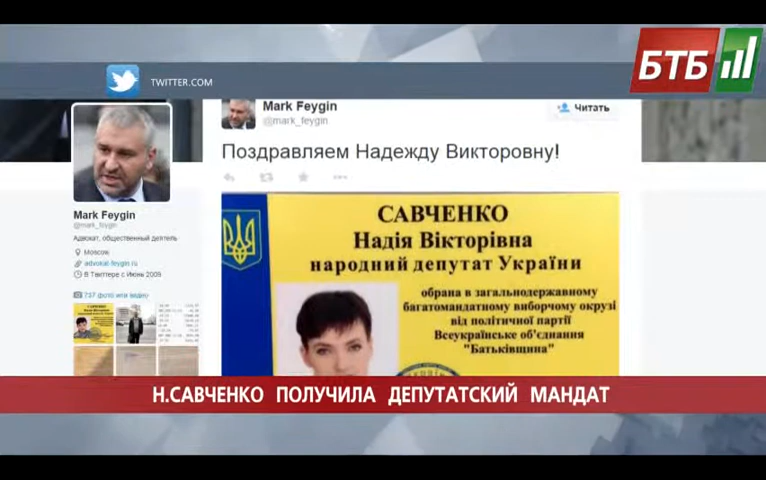 БТБ
TWITTER.COM
Mark Feygin
@mark_feygin
Читать
Поздравляем Надежду Викторовну!
Mark Feygin
@mark_feygin
Адвокат, общественный деятель
Moscow
advokat-feygin.ru
В Твиттере с Июнь 2009
737 фото или видео
САВЧЕНКО
Надія Вікторівна
народний депутат України
обрана в загальнодержавному
багатомандатному виборчому окрузі
від політичної партії
Всеукраїнське об'єднання
"Батьківщина"
Н.САВЧЕНКО ПОЛУЧИЛА ДЕПУТАТСКИЙ МАНДАТ